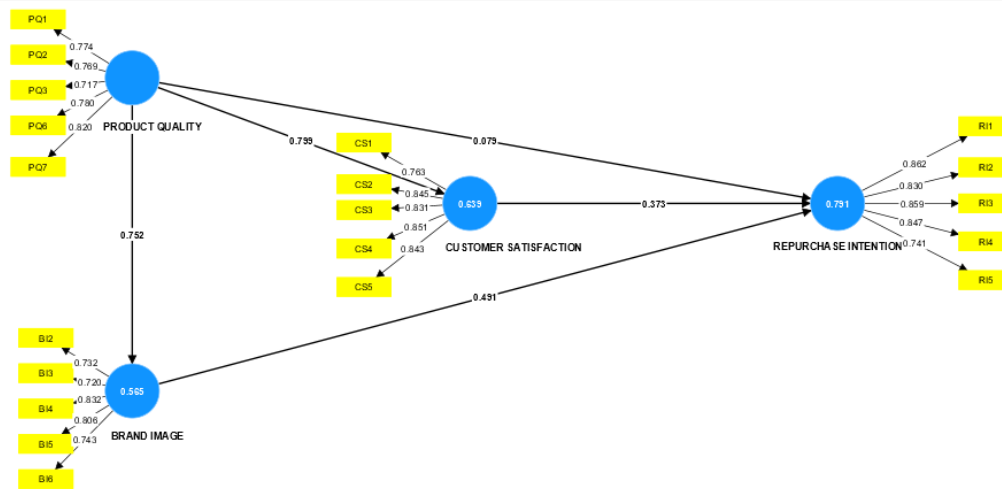 PQ1
0.774
PQ2
0.769
PQ3
0.717
PQ6
0.780
PQ7
0.820
PRODUCT QUALITY
0.799
0.079
0.752
CS1
0.763
CS2
0.845
CS3
0.831
CS4
0.851
CS5
0.843
0.639
CUSTOMER SATISFACTION
0.373
0.491
0.791
REPURCHASE INTENTION
RI1
0.862
RI2
0.830
RI3
0.859
RI4
0.847
RI5
0.741
BI2
0.732
BI3
0.720
BI4
0.832
BI5
0.806
BI6
0.743
0.565
BRAND IMAGE